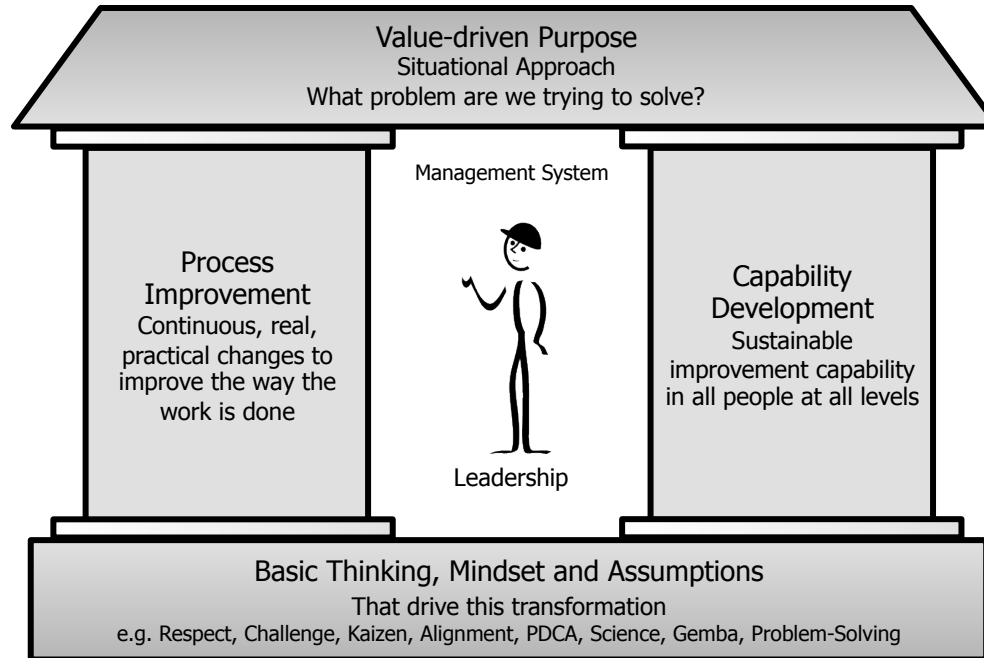 Value-driven Purpose
Situational Approach
What problem are we trying to solve?
Management System
Process
Improvement
Continuous, real,
practical changes to
improve the way the
work is done
Capability
Development
Sustainable
improvement capability
in all people at all levels
Leadership
Basic Thinking, Mindset and Assumptions
That drive this transformation
e.g. Respect, Challenge, Kaizen, Alignment, PDCA, Science, Gemba, Problem-Solving